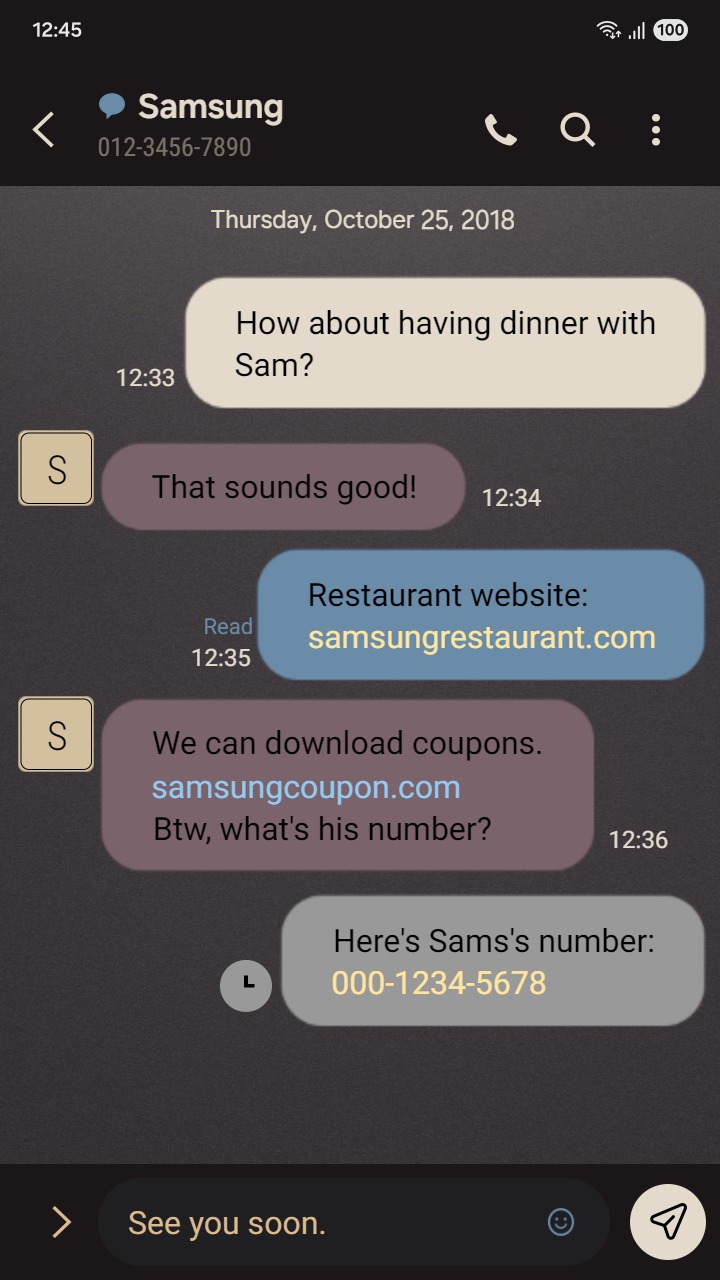 12:45
100
Samsung
012-3456-7890
Thursday, October 25, 2018
How about having dinner with
Sam?
12:33
S
That sounds good!
12:34
Restaurant website:
samsungrestaurant.com
Read
12:35
S
We can download coupons.
samsungcoupon.com
Btw, what's his number?
12:36
Here's Sams's number:
000-1234-5678
See you soon.